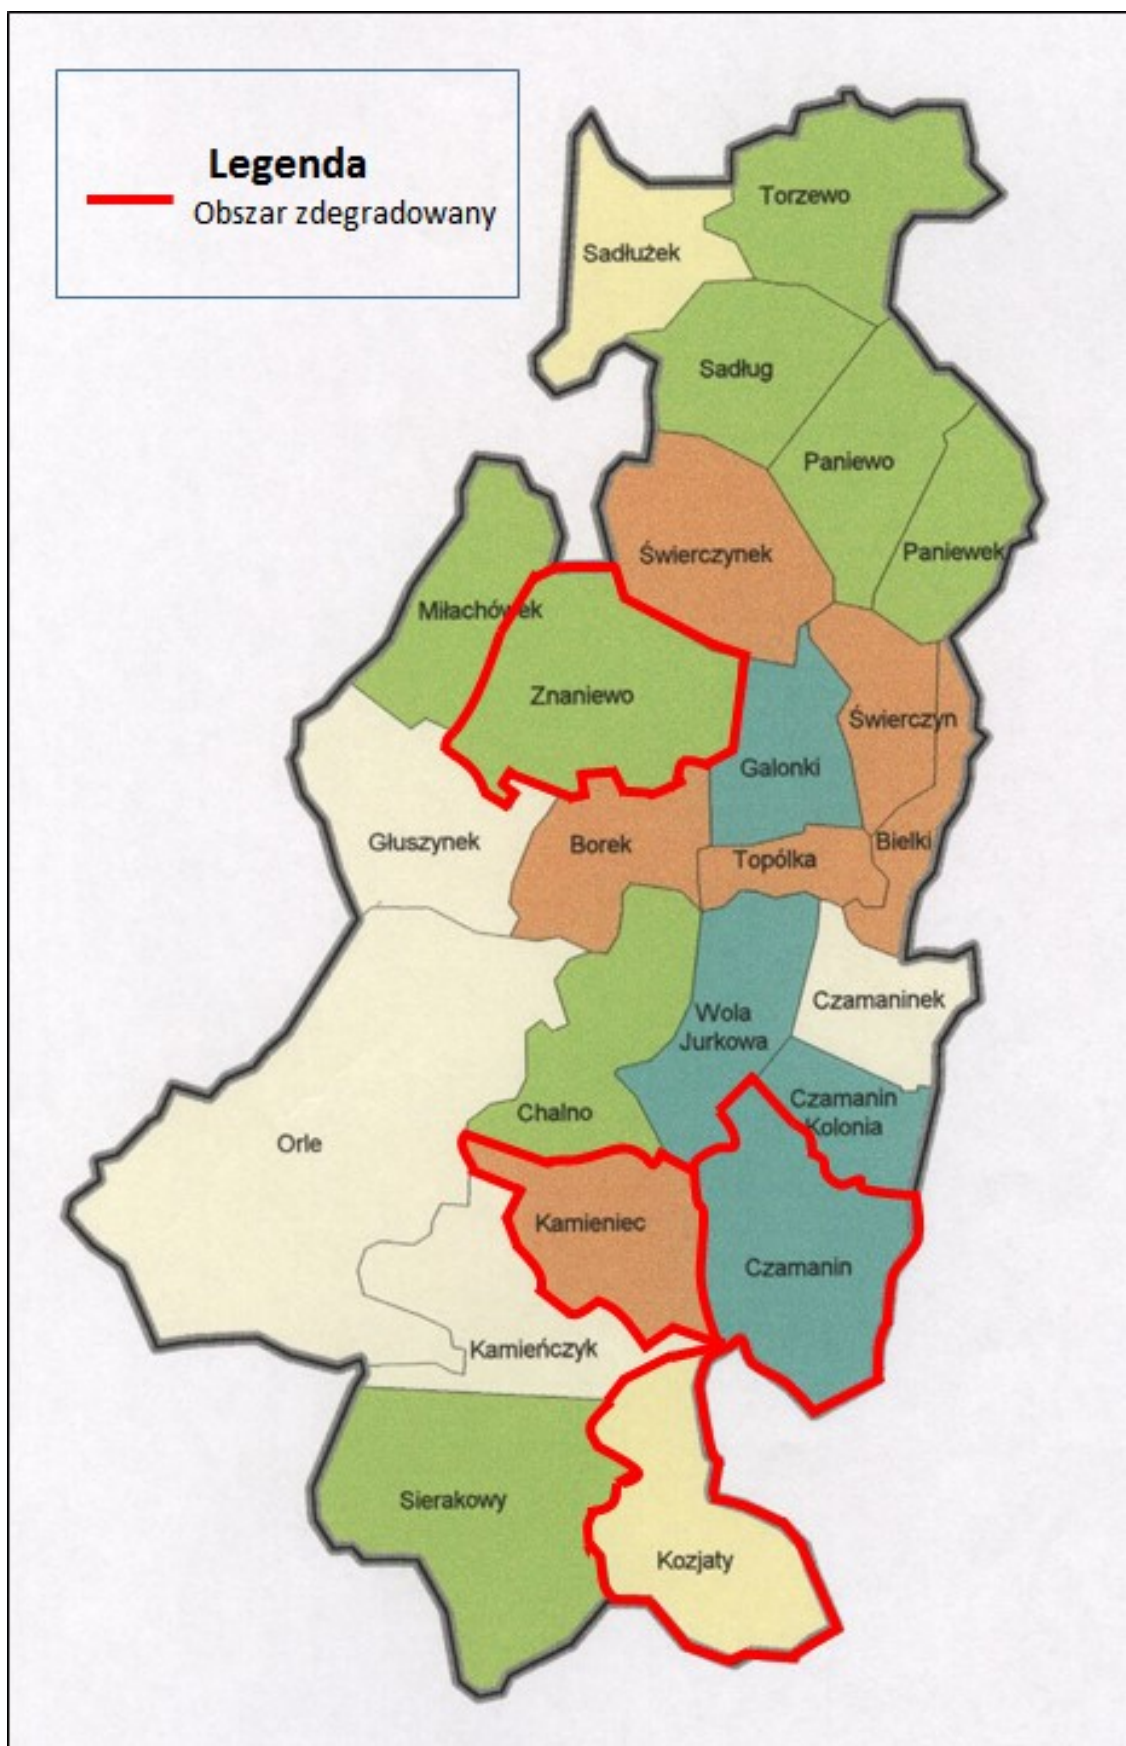 Legenda
Obszar zdegradowany
Torzewo
Sadłużek
Sadług
Paniewo
Paniewek
Świerczynek
Miłachówek
Znaniewo
Świerczyn
Galonki
Głuszynek
Borek
Topólka
Bielki
Czamaninek
Wola
Jurkowa
Czamanin
Kolonia
Chalno
Orle
Kamieniec
Czamanin
Kamieńczyk
Sierakowy
Kozjaty